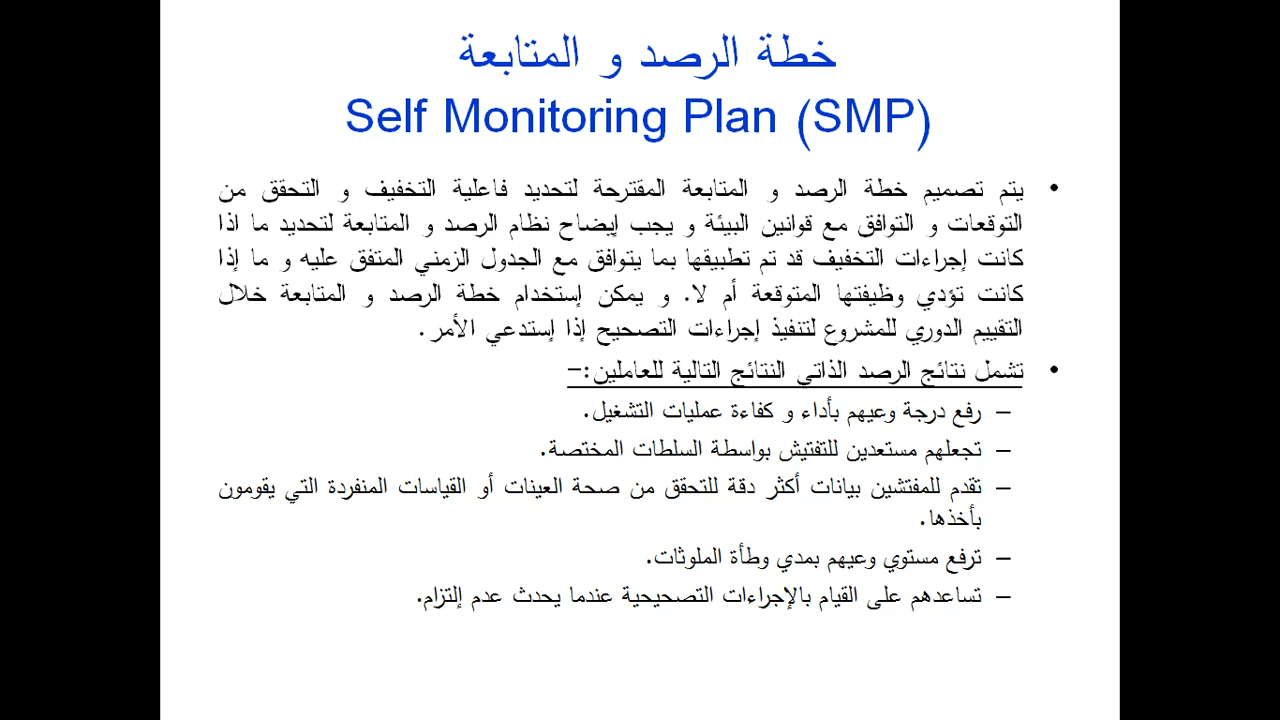 خطة الرصد و المتابعة
Self Monitoring Plan (SMP)
• يتم تصميم خطة الرصد و المتابعة المقترحة لتحديد فاعلية التخفيف و التحقق من
التوقعات و التوافق مع قوانين البيئة و يجب إيضاح نظام الرصد و المتابعة لتحديد ما اذا
كانت إجراءات التخفيف قد تم تطبيقها بما يتوافق مع الجدول الزمني المتفق عليه و ما إذا
كانت تؤدي وظيفتها المتوقعة أم لا. و يمكن إستخدام خطة الرصد و المتابعة خلال
التقييم الدوري للمشروع لتنفيذ إجراءات التصحيح إذا إستدعي الأمر.
• تشمل نتائج الرصد الذاتي النتائج التالية للعاملين:–
– رفع درجة وعيهم بأداء و كفاءة عمليات التشغيل.
– تجعلهم مستعدين للتفتيش بواسطة السلطات المختصة.
– تقدم للمفتشين بيانات أكثر دقة للتحقق من صحة العينات أو القياسات المنفردة التي يقومون
بأخذها.
– ترفع مستوي وعيهم بمدي وطأة الملوثات.
– تساعدهم على القيام بالإجراءات التصحيحية عندما يحدث عدم إلتزام.